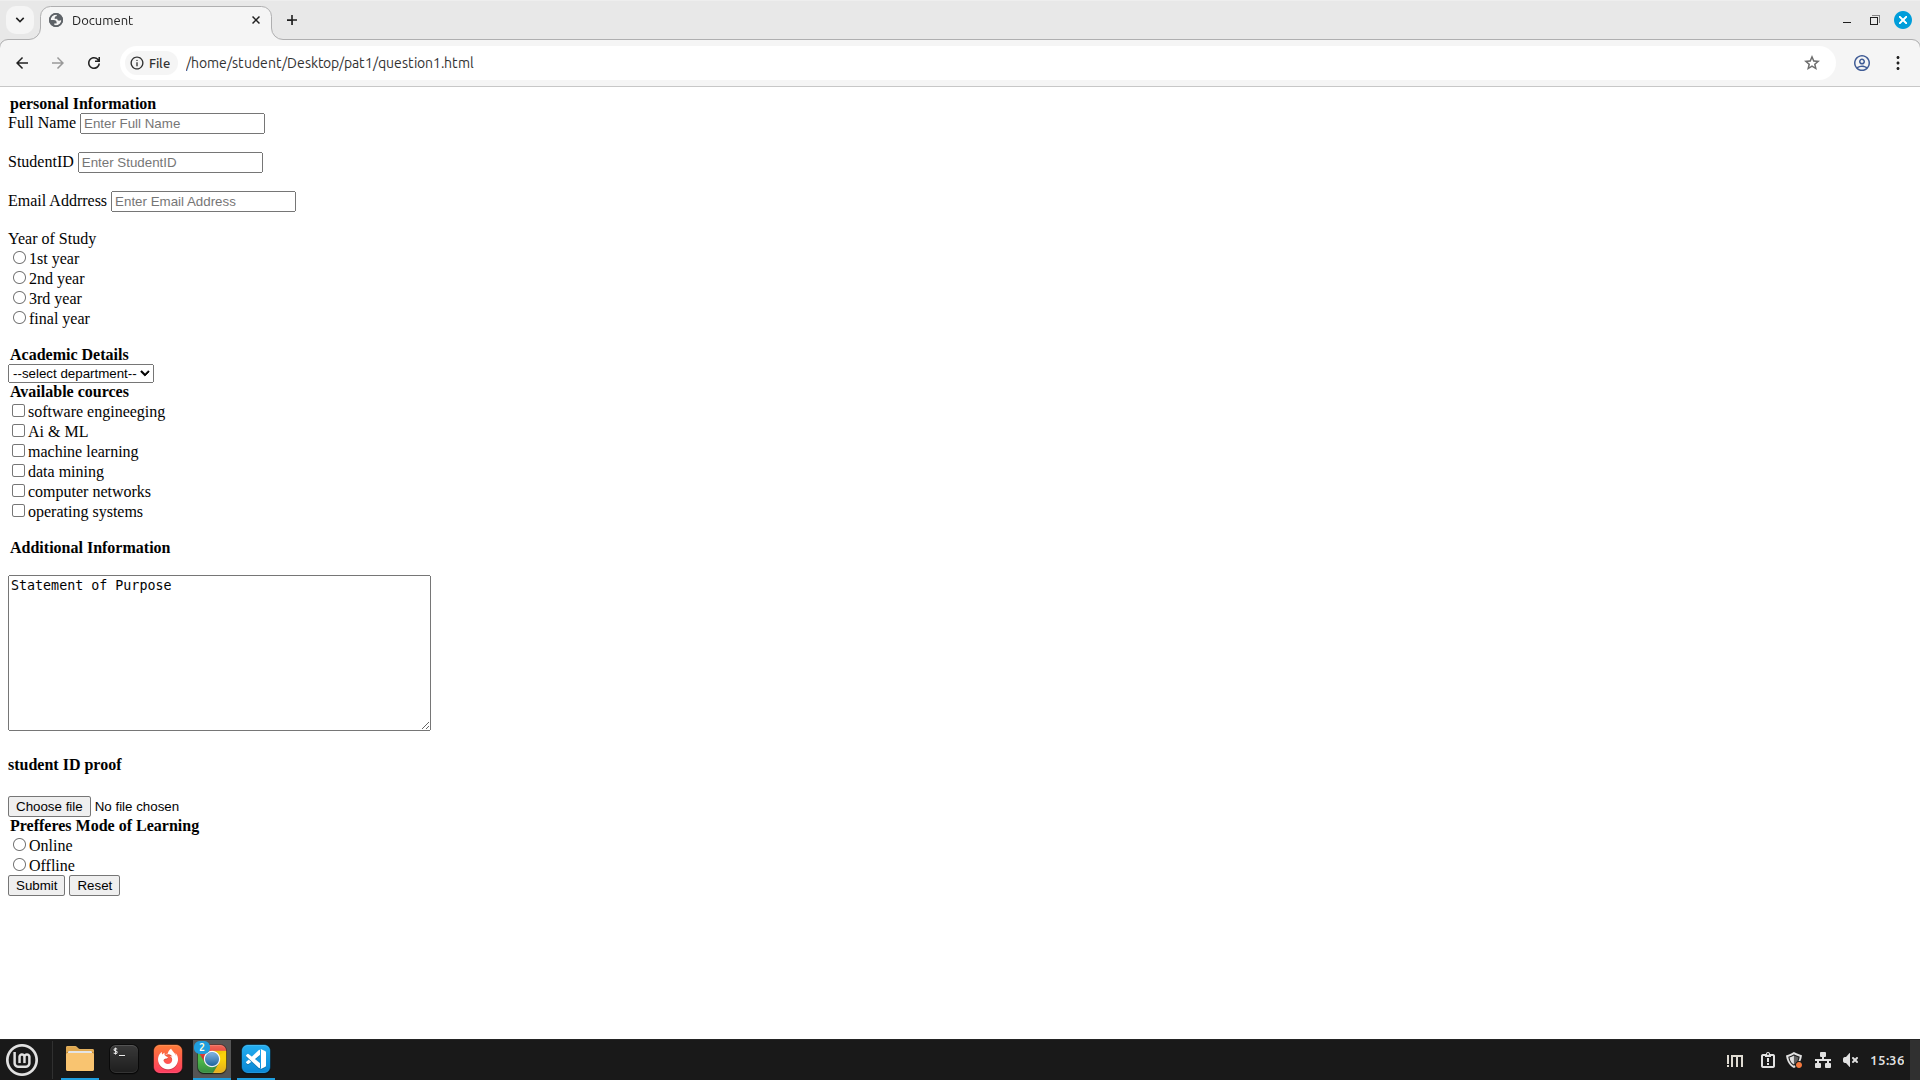 Document
File /home/student/Desktop/pat1/question1.html
personal Information
Full Name Enter Full Name
StudentID Enter StudentID
Email Addrress Enter Email Address
Year of Study
1st year
2nd year
3rd year
final year
Academic Details
--select department--
Available cources
software engineeging
Ai & ML
machine learning
data mining
computer networks
operating systems
Additional Information
Statement of Purpose
student ID proof
Choose file No file chosen
Prefferes Mode of Learning
Online
Offline
Submit Reset
$_ 2 15:36